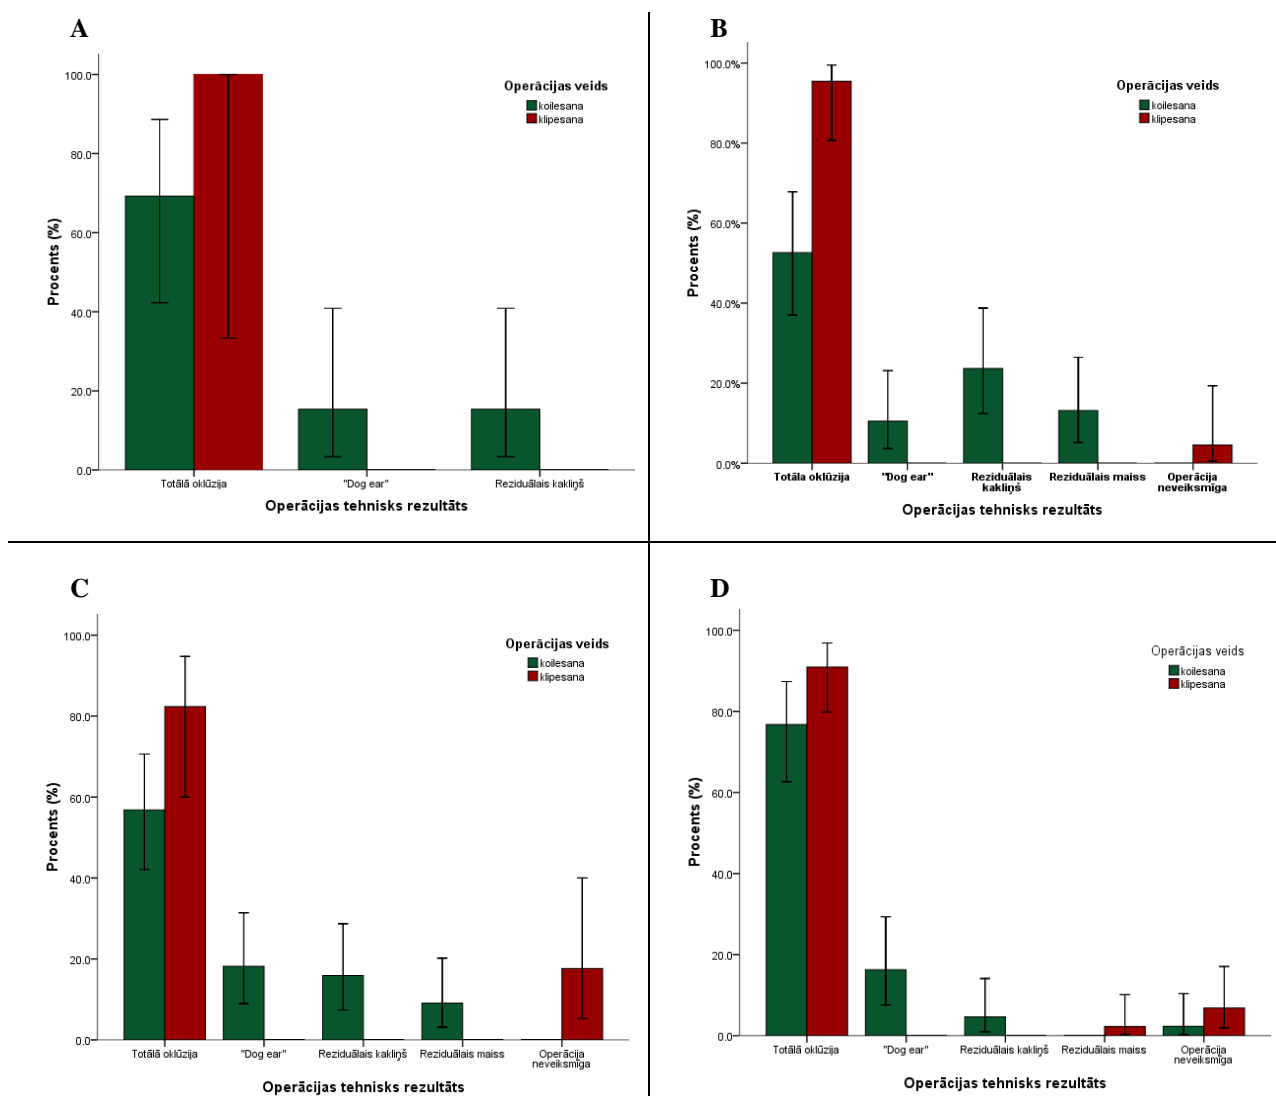 A
Operācijas veids
koilesana
klipesana
Procents (%)
100.0
80.0
60.0
40.0
20.0
0.0
Totālā oklūzija
"Dog ear"
Reziduālais kakliņš
Operācijas tehnisks rezultāts
B
Operācijas veids
koilesana
klipesana
Procents (%)
100.0%
80.0%
60.0%
40.0%
20.0%
0.0%
Totāla oklūzija
"Dog ear"
Reziduālais
kakliņš
Reziduālais maiss
Operācija
neveiksmīga
Operācijas tehnisks rezultāts
C
Operācijas veids
koilesana
klipesana
Procents (%)
100.0
80.0
60.0
40.0
20.0
0.0
Totālā oklūzija
"Dog ear"
Reziduālais kakliņš
Reziduālais maiss
Operācija
neveiksmīga
Operācijas tehnisks rezultāts
D
Operācijas veids
koilesana
klipesana
Procents (%)
100.0
80.0
60.0
40.0
20.0
0.0
Totālā oklūzija
"Dog ear"
Reziduālais kakliņš
Reziduālais maiss
Operācija
neveiksmīga
Operācijas tehnisks rezultāts